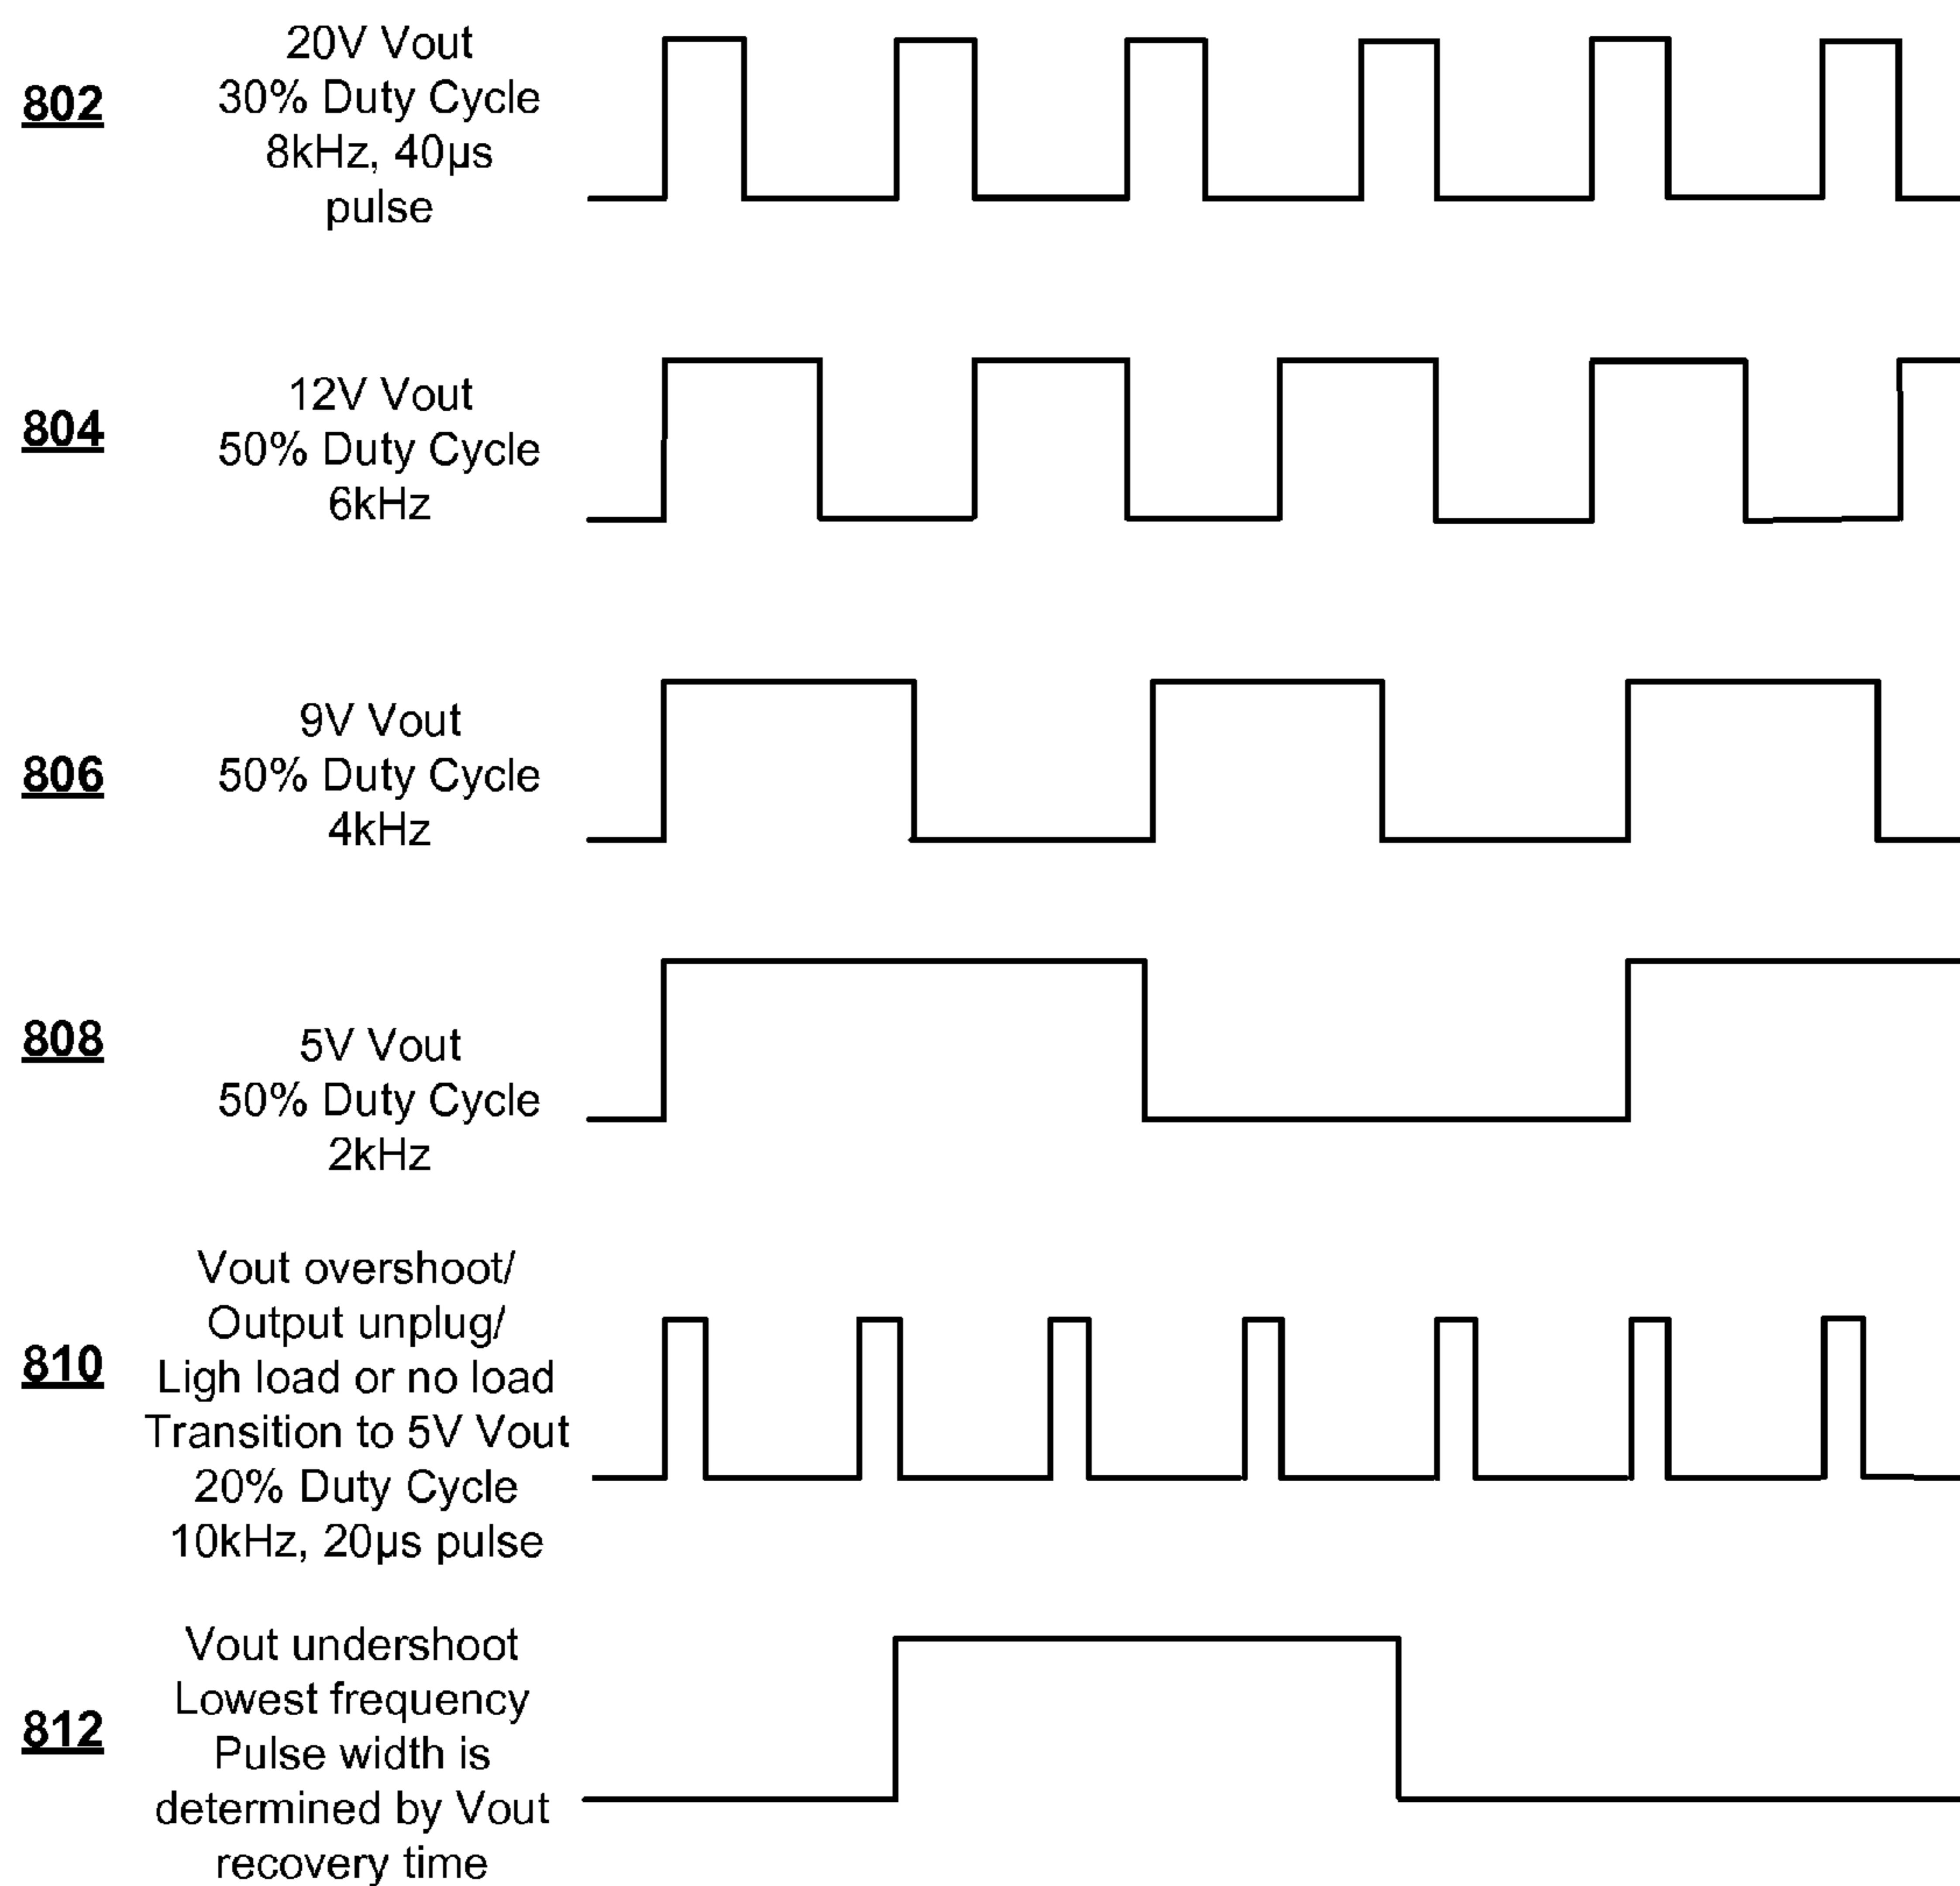 802
20V Vout
30% Duty Cycle
8kHz, 40µs
pulse
804
12V Vout
50% Duty Cycle
6kHz
806
9V Vout
50% Duty Cycle
4kHz
808
5V Vout
50% Duty Cycle
2kHz
810
Vout overshoot/
Output unplug/
Ligh load or no load
Transition to 5V Vout
20% Duty Cycle
10kHz, 20µs pulse
812
Vout undershoot
Lowest frequency
Pulse width is
determined by Vout
recovery time